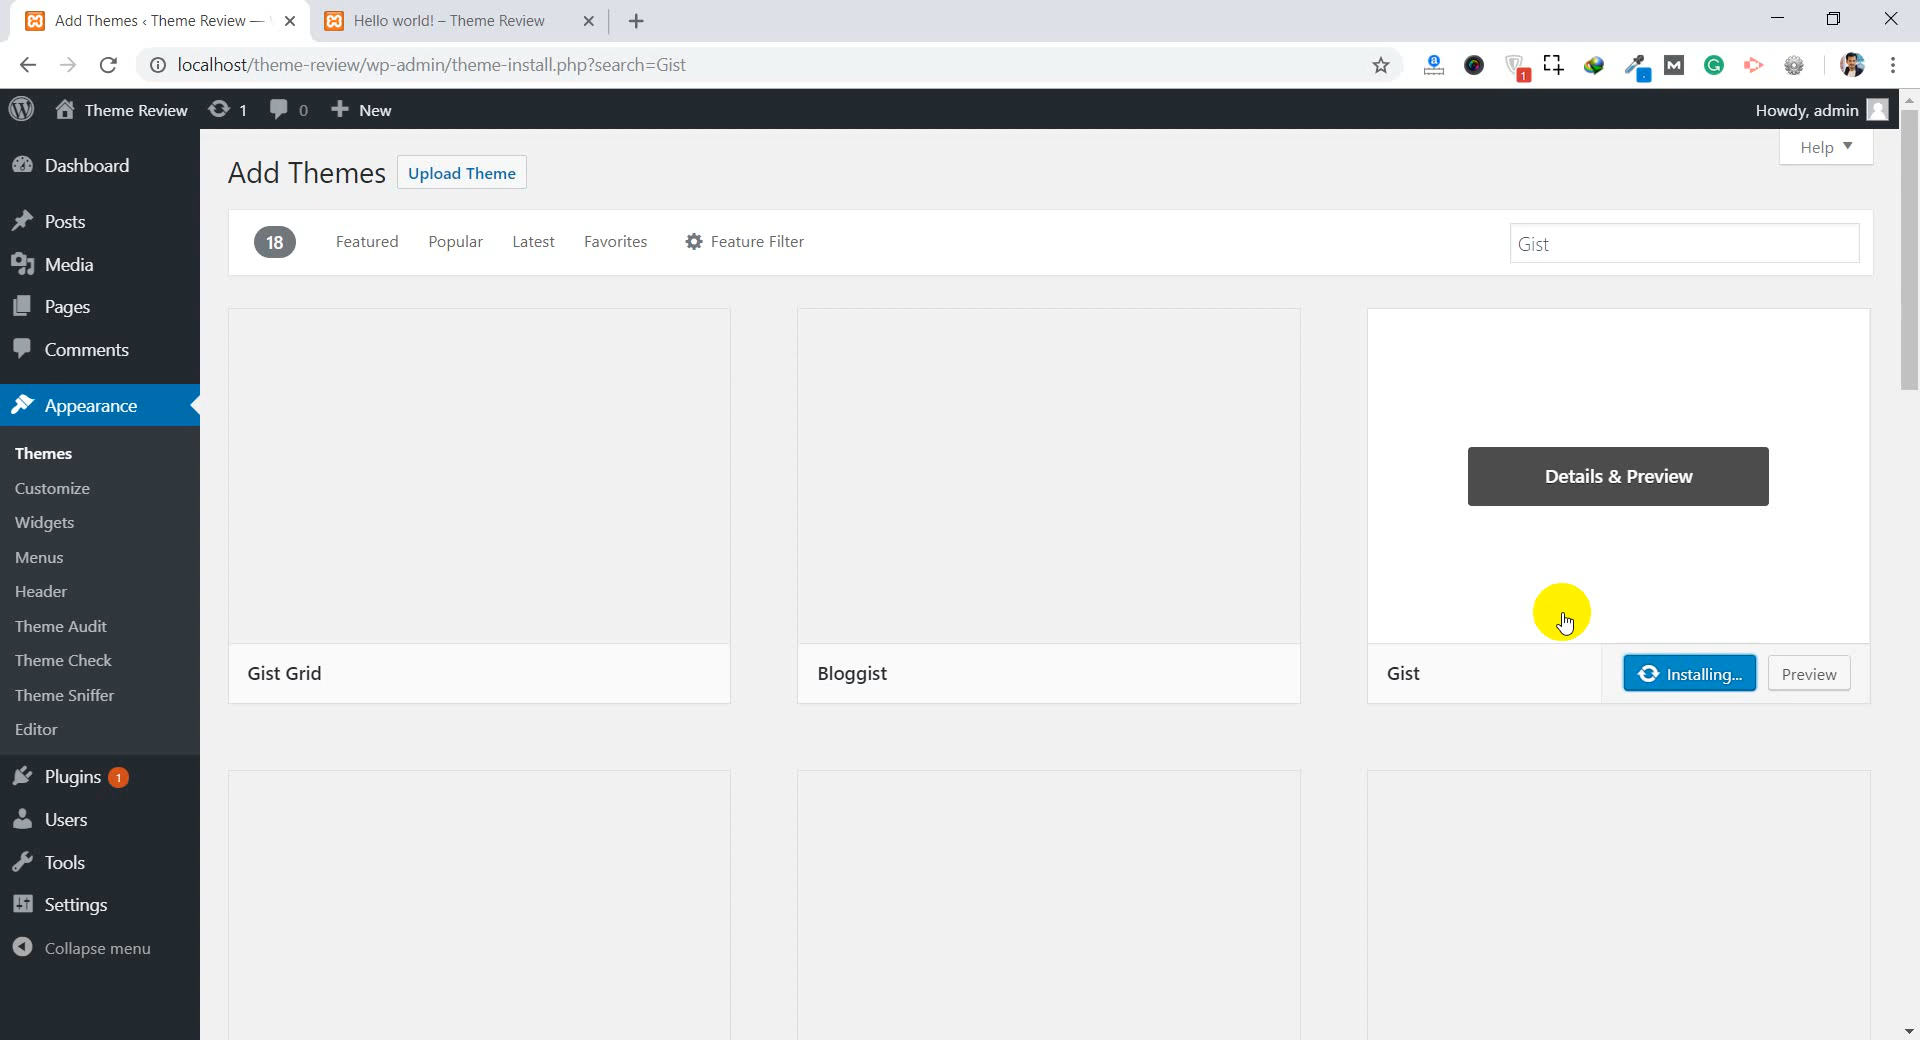 Add Themes ‹ Theme Review —
Hello world! – Theme Review
localhost/theme-review/wp-admin/theme-install.php?search=Gist
1
M
G
Theme Review
1
0
New
Howdy, admin
Dashboard
Posts
Media
Pages
Comments
Appearance
Themes
Customize
Widgets
Menus
Header
Theme Audit
Theme Check
Theme Sniffer
Editor
Plugins 1
Users
Tools
Settings
Collapse menu
Add Themes
Upload Theme
Help
18
Featured
Popular
Latest
Favorites
Feature Filter
Gist
Details & Preview
Gist Grid
Bloggist
Gist
Installing...
Preview